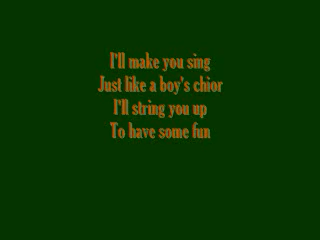 I'll make you sing
Just like a boy's chior
I'll string you up
To have some fun